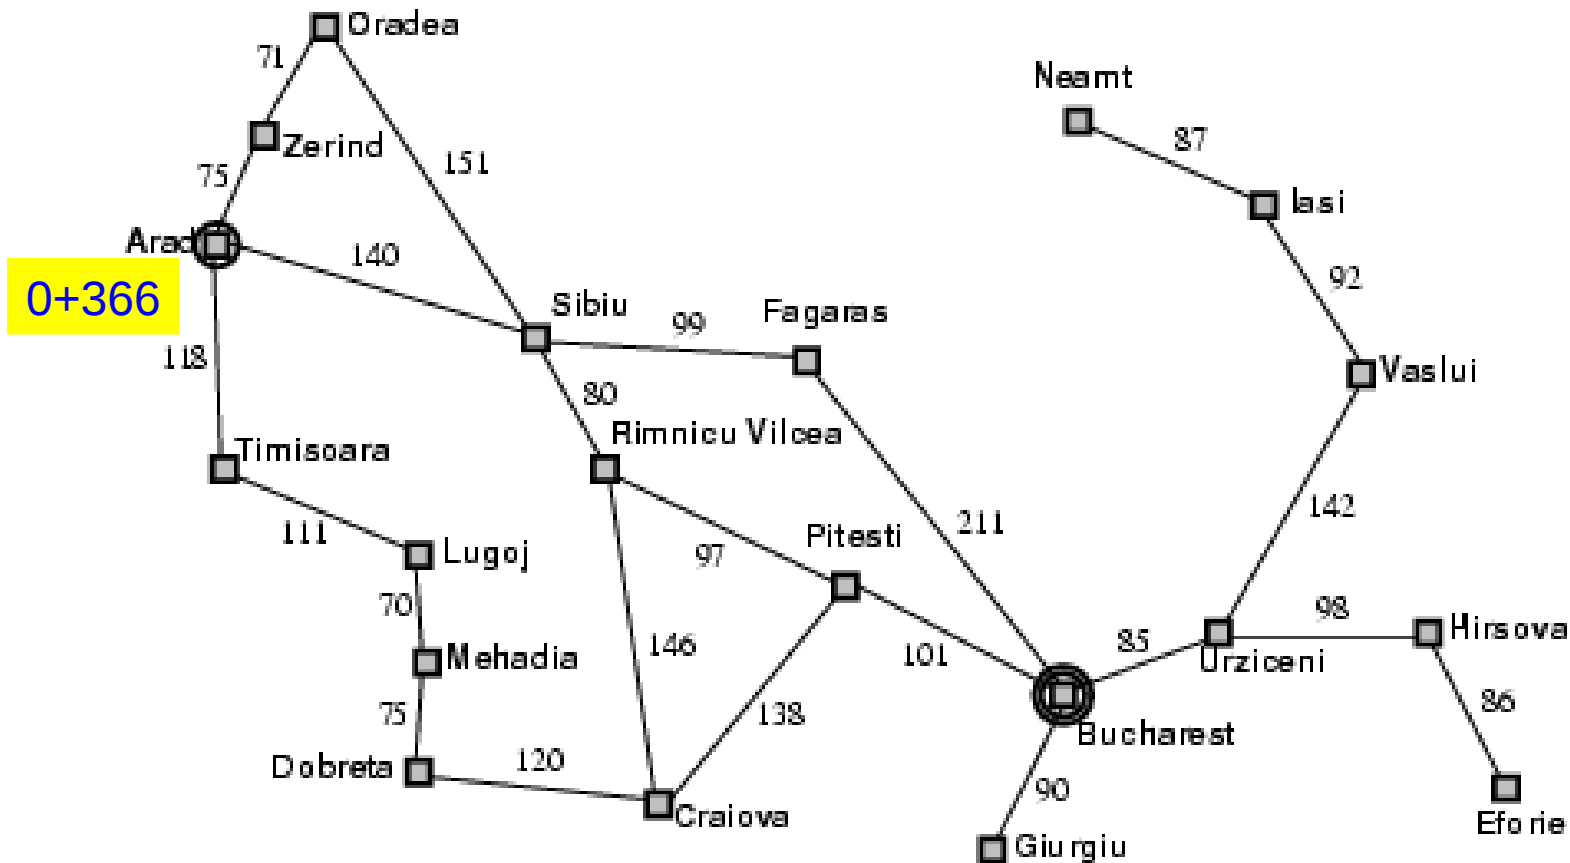 Oradea
71
Neamt
87
Zerind
151
75
Iasi
Arad
140
92
0+366
Sibiu
99
Fagaras
118
Vaslui
80
Rimnicu Vilcea
Timisoara
142
211
111
97
Pitesti
Lugoj
70
98
Hirsova
146
101
85
Urziceni
Mehadia
75
138
86
Bucharest
Dobreta
120
90
Craiova
Eforie
Giurgiu